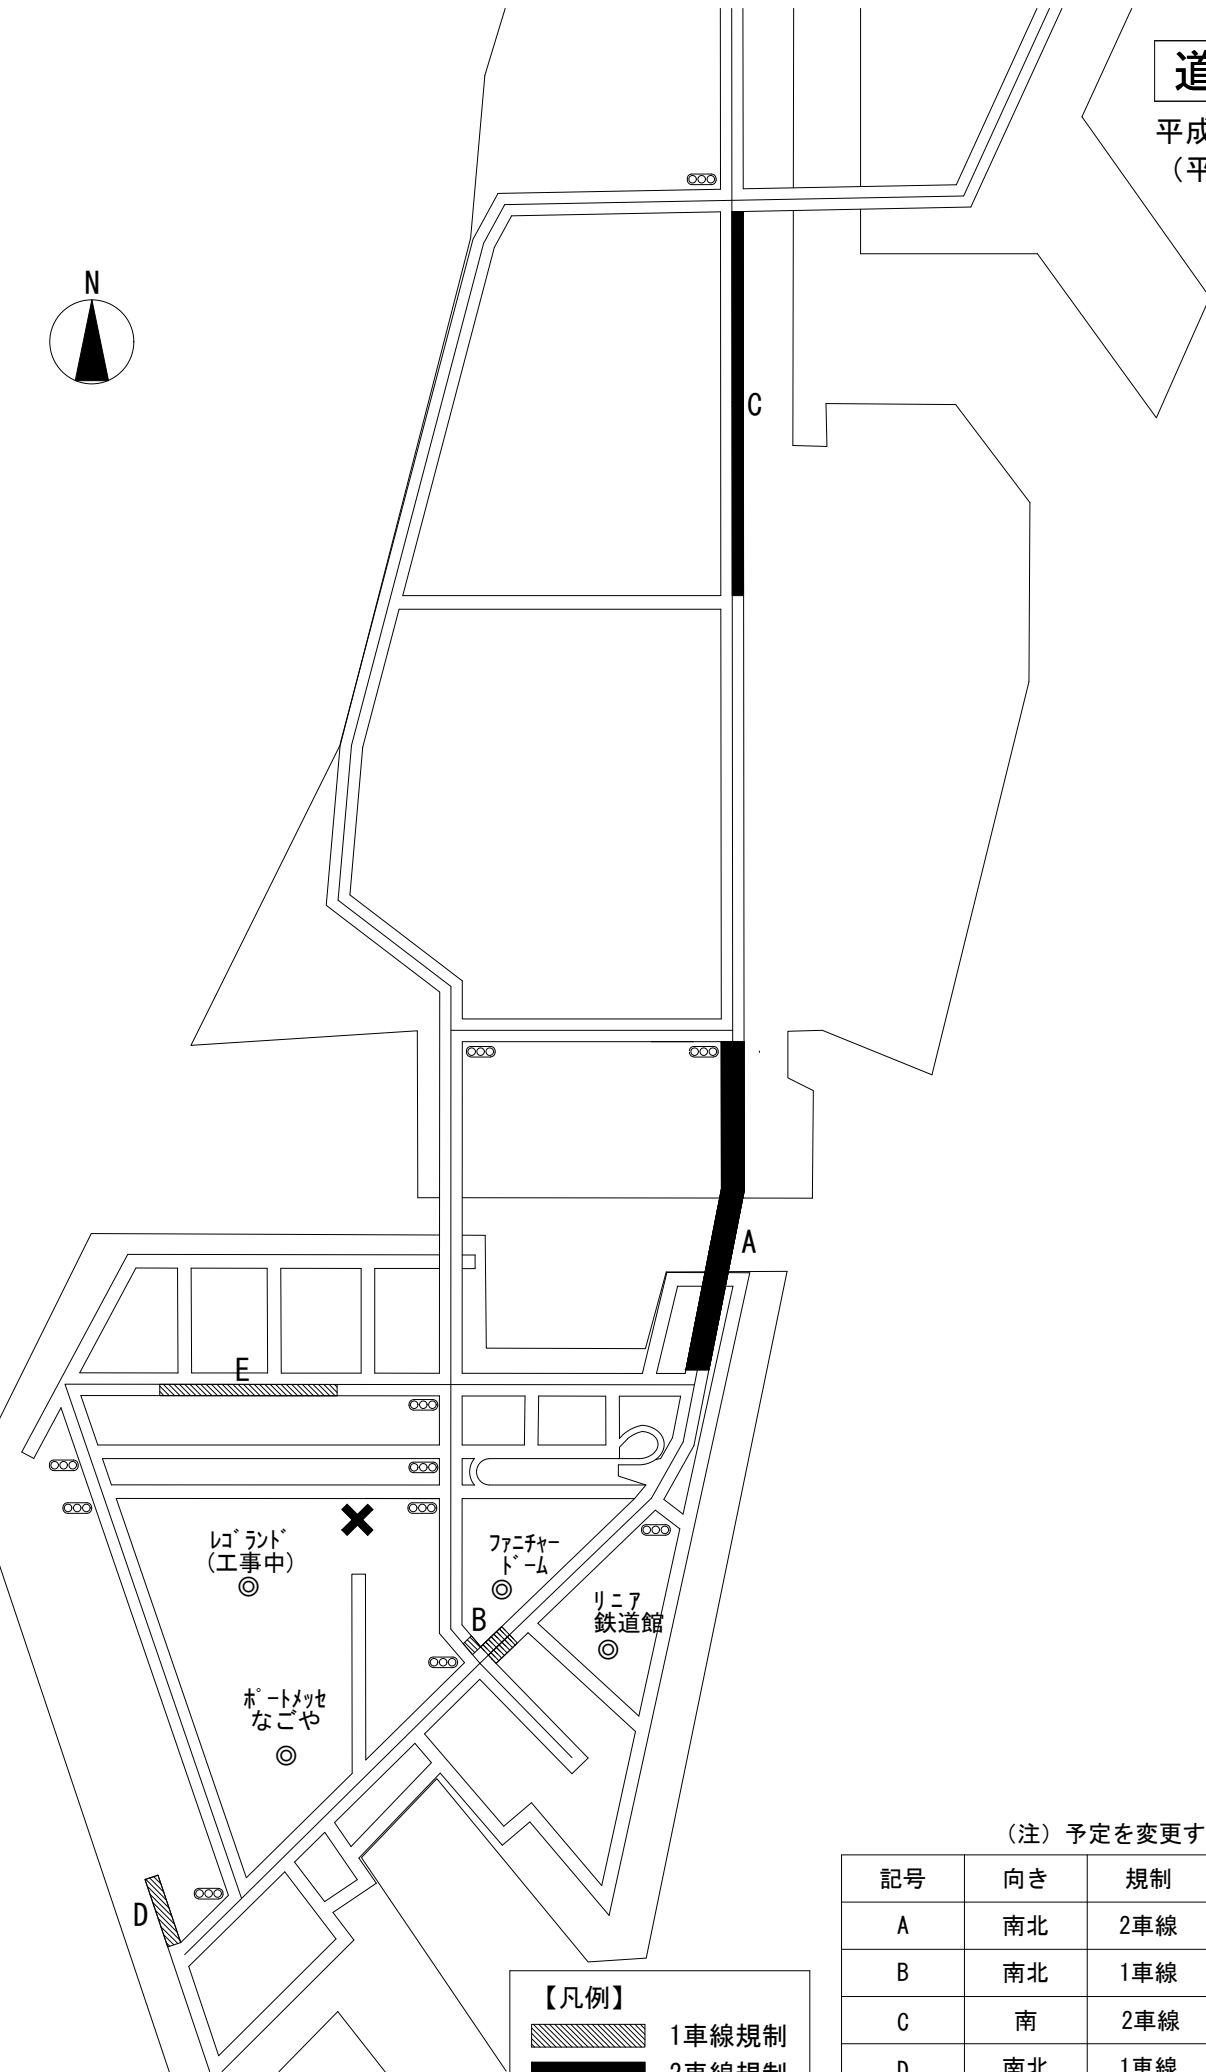 道
平成
（平
N
C
A
E
レゴランド
(工事中)
ファニチャー
ドーム
リニア
鉄道館
B
ポートメッセ
なごや
D
（注）予定を変更す
記号 向き 規制
A 南北 2車線
B 南北 1車線
C 南 2車線
D 南北 1車線
【凡例】
1車線規制
2車線規制